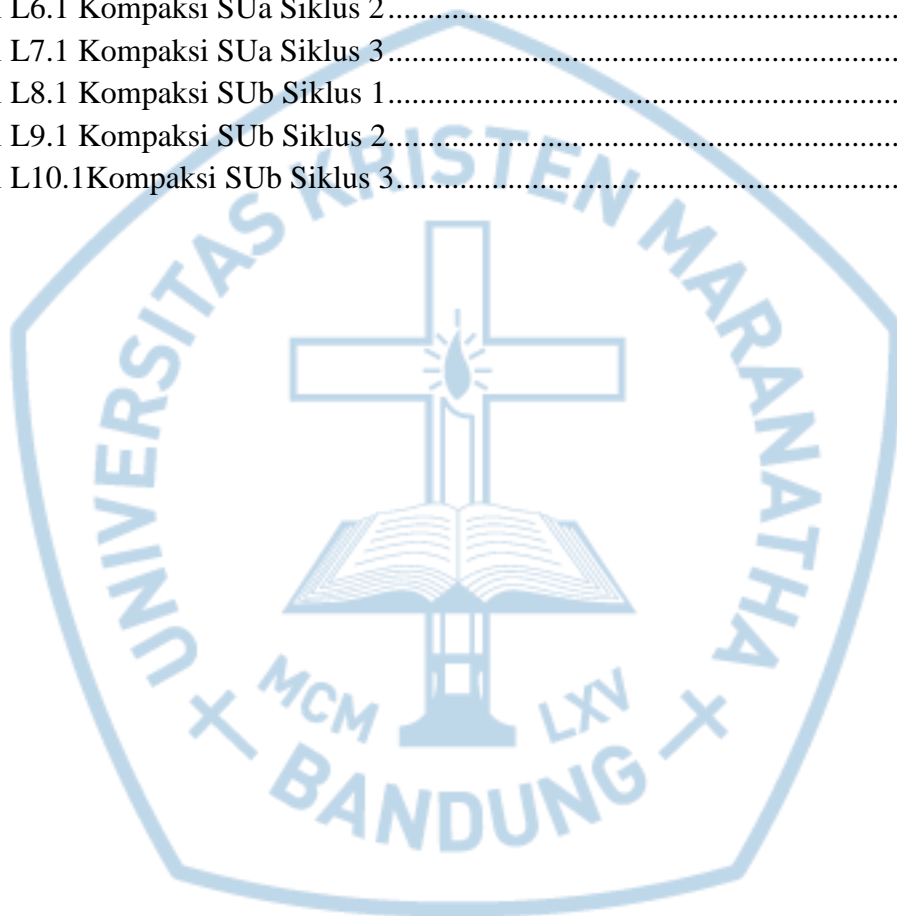 L6.1 Kompaksi SUa Siklus 2........................................................
L7.1 Kompaksi SUa Siklus 3........................................................
L8.1 Kompaksi SUb Siklus 1........................................................
L9.1 Kompaksi SUb Siklus 2........................................................
L10.1Kompaksi SUb Siklus 3.......................................................
UNIVERSITAS KRISTEN MARANATHA
MCM LXV
BANDUNG